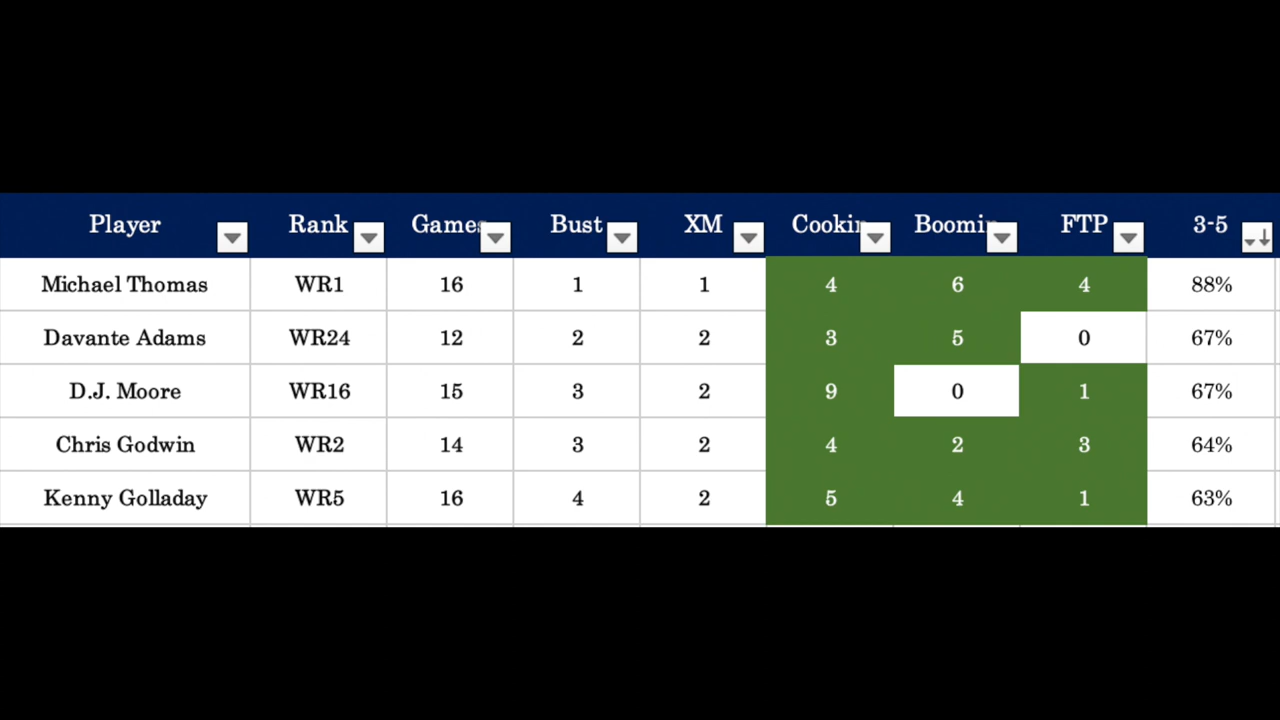 Player Rank Games Bust XM Cookin Boomi FTP 3-5
Michael Thomas WR1 16 1 1 4 6 4 88%
Davante Adams WR24 12 2 2 3 5 0 67%
D.J. Moore WR16 15 3 2 9 0 1 67%
Chris Godwin WR2 14 3 2 4 2 3 64%
Kenny Golladay WR5 16 4 2 5 4 1 63%